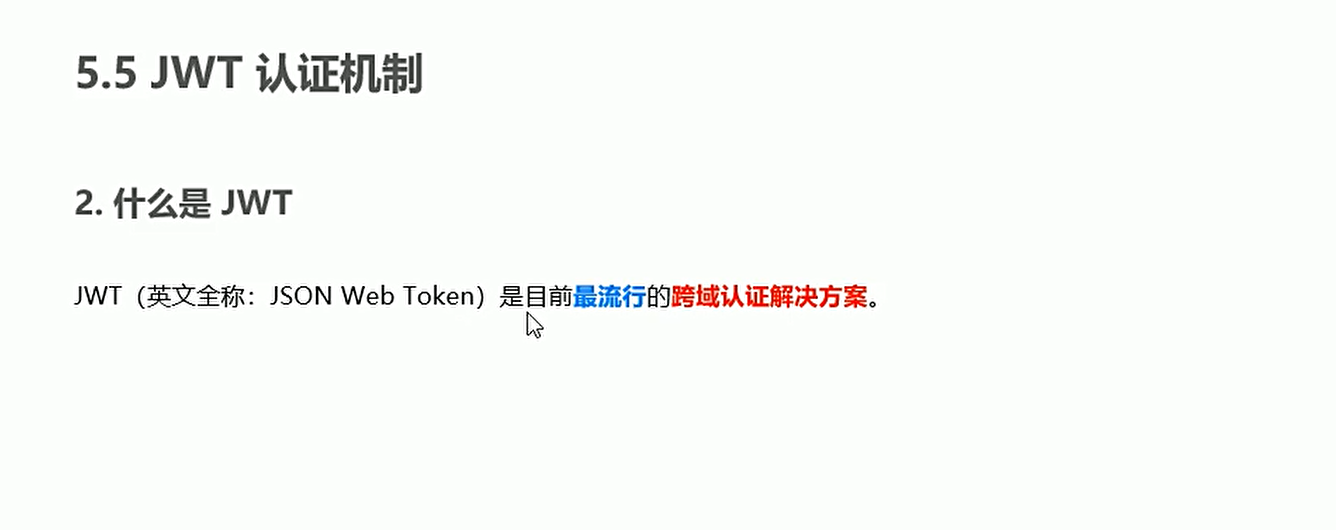 5.5 JWT 认证机制
2. 什么是 JWT
JWT（英文全称：JSON Web Token）是目前最流行的跨域认证解决方案。